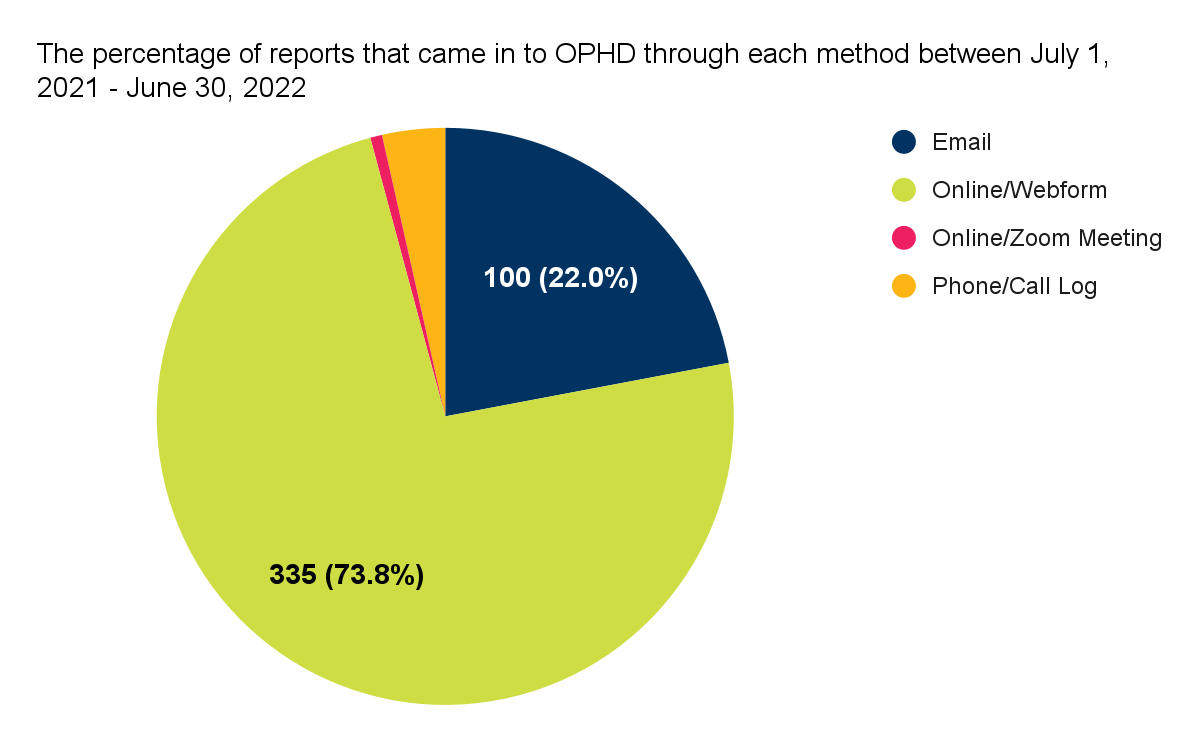 The percentage of reports that came in to OPHD through each method between July 1,
2021 - June 30, 2022
Email
Online/Webform
Online/Zoom Meeting
Phone/Call Log
100 (22.0%)
335 (73.8%)